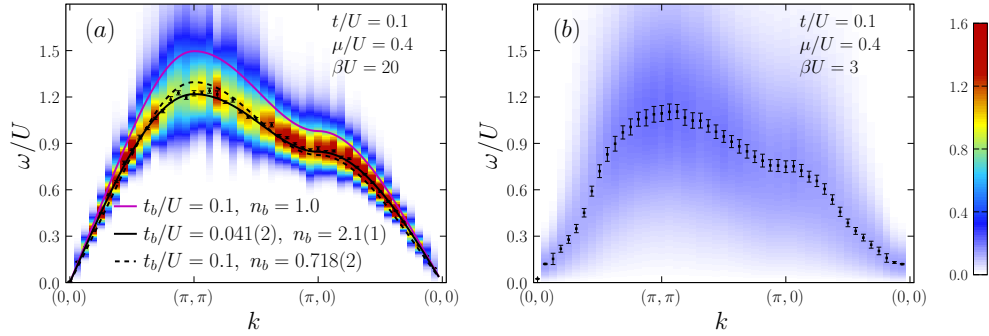 (a)
t/U = 0.1
μ/U = 0.4
βU = 20
1.5
1.2
0.9
0.6
0.3
0.0
ω/U
t_b/U = 0.1, n_b = 1.0
t_b/U = 0.041(2), n_b = 2.1(1)
t_b/U = 0.1, n_b = 0.718(2)
(0, 0)
(π, π)
(π, 0)
(0, 0)
k
(b)
t/U = 0.1
μ/U = 0.4
βU = 3
1.5
1.2
0.9
0.6
0.3
0.0
ω/U
(0, 0)
(π, π)
(π, 0)
(0, 0)
k
1.6
1.2
0.8
0.4
0.0